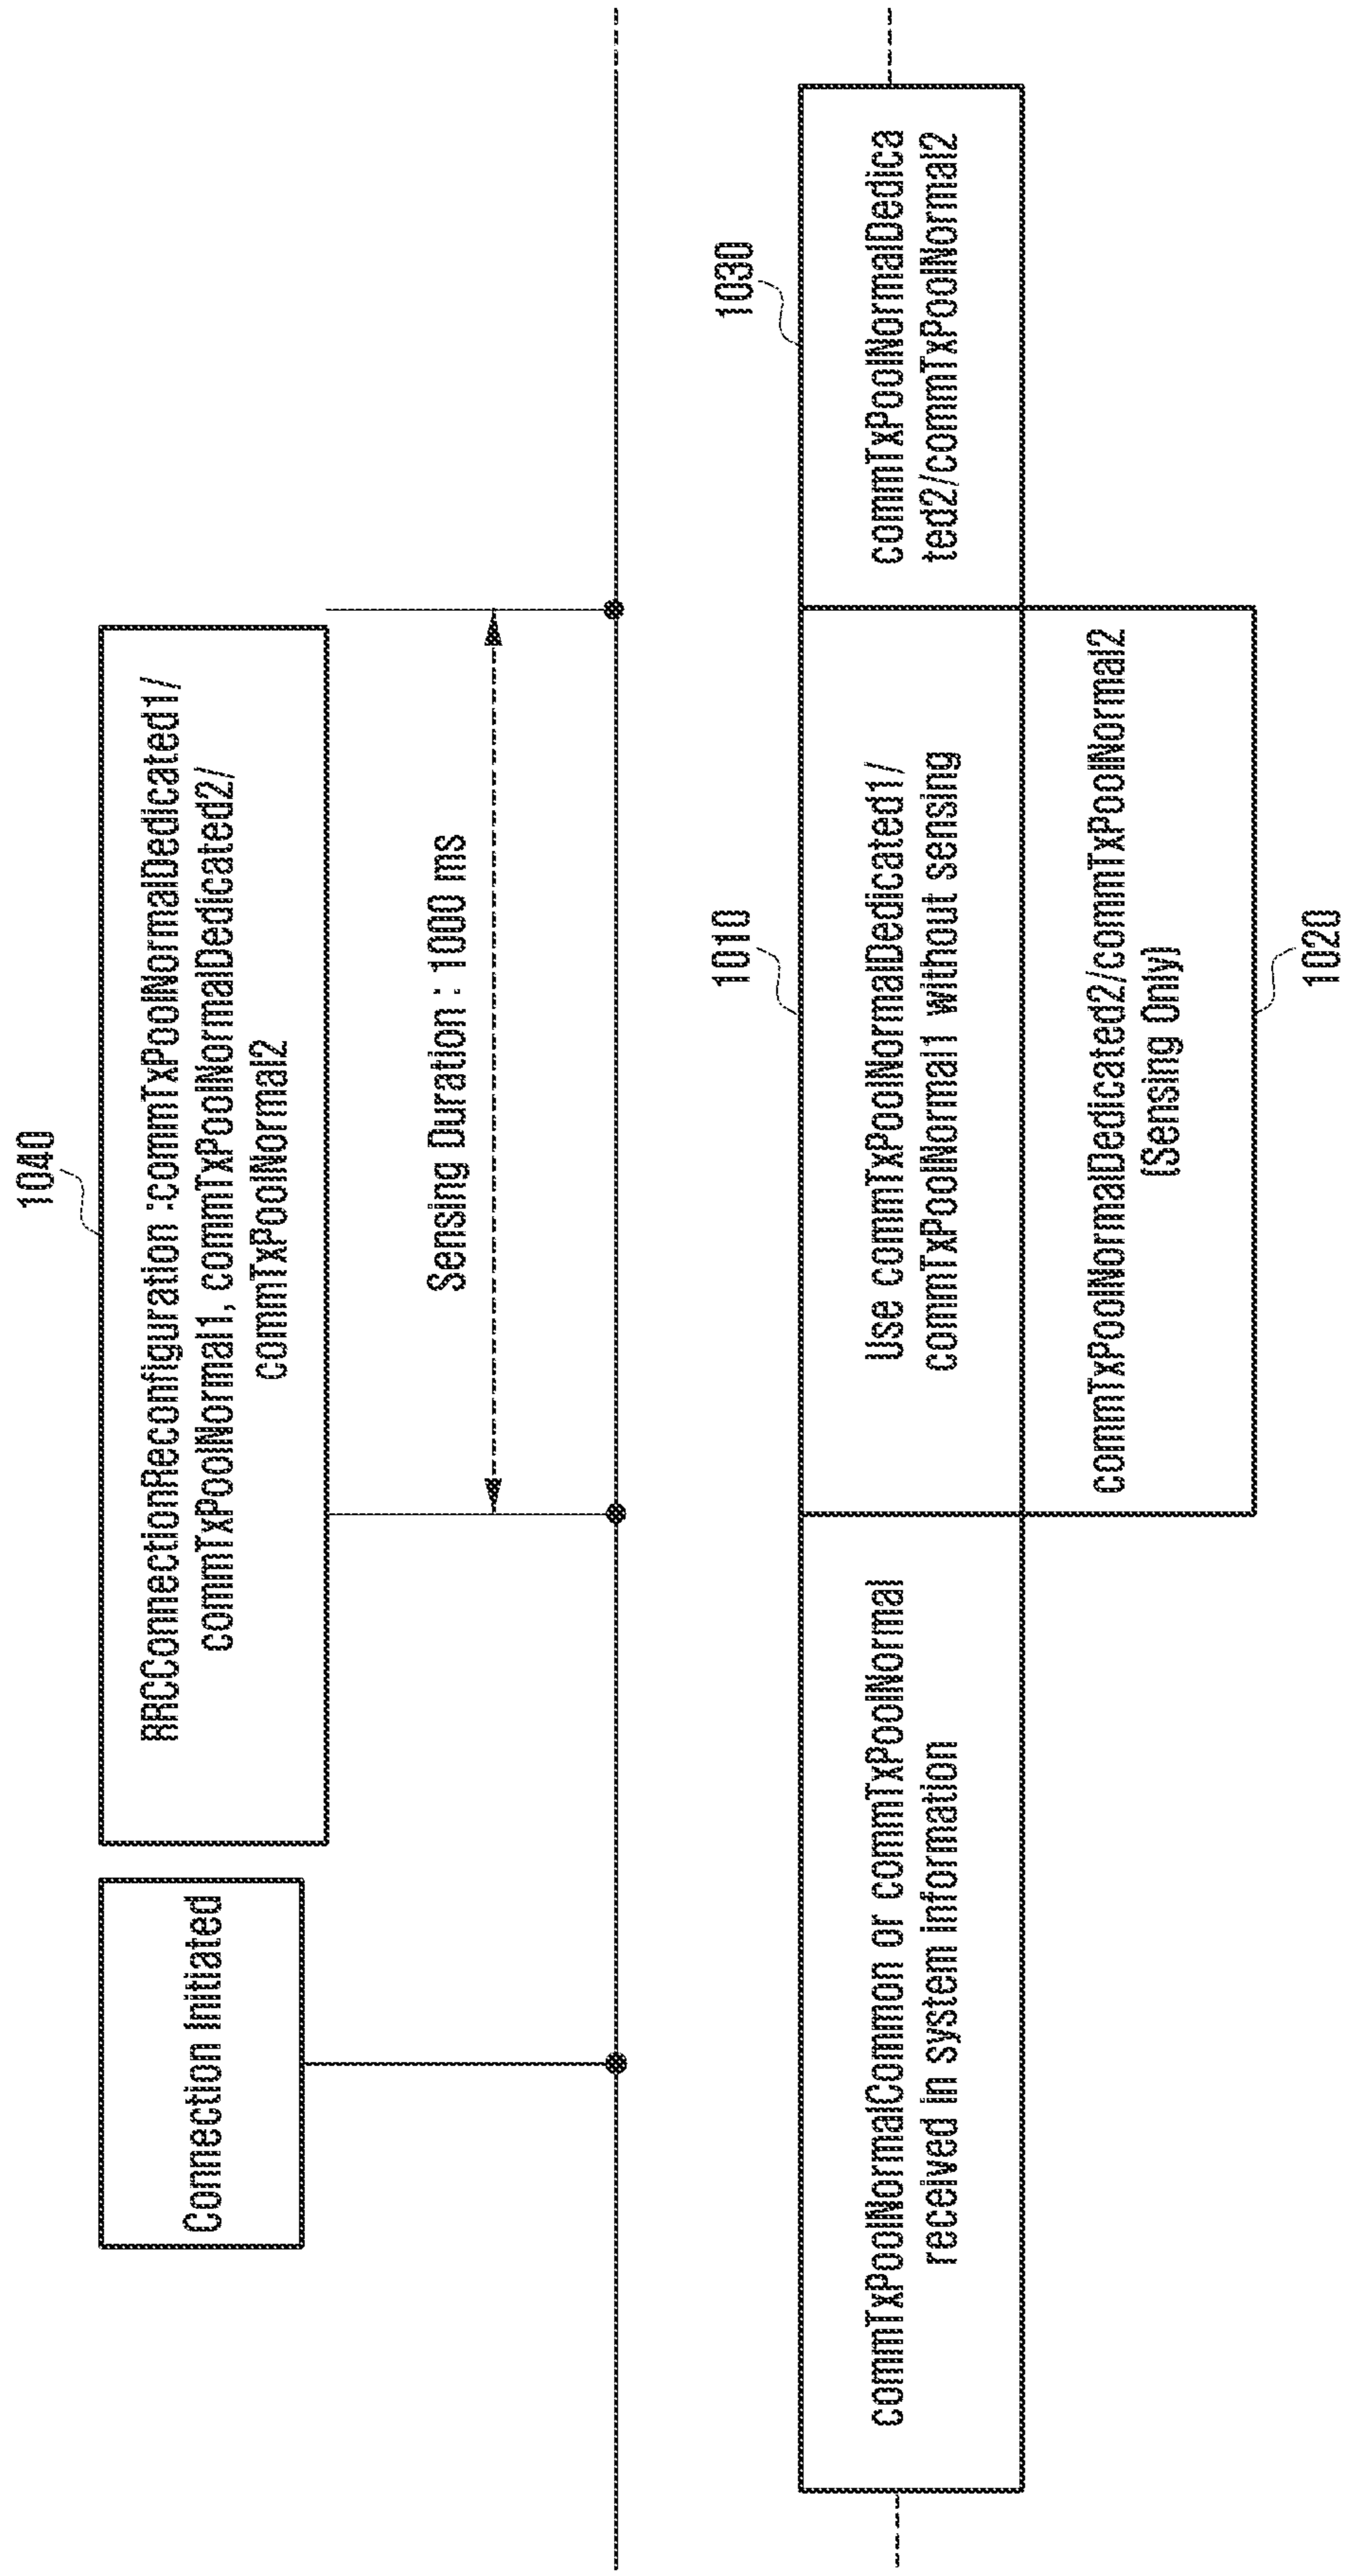 1040
Connection Initiated
RRCConnectionReconfiguration :commTxPoolNormalDedicated1/
commTxPoolNormal1, commTxPoolNormalDedicated2/
commTxPoolNormal2
Sensing Duration : 1000 ms
1010
1030
commTxPoolNormalCommon or commTxPoolNormal
received in system information
Use commTxPoolNormalDedicated1/
commTxPoolNormal1 without sensing
commTxPoolNormalDedica
ted2/commTxPoolNormal2
commTxPoolNormalDedicated2/commTxPoolNormal2
(Sensing Only)
1020